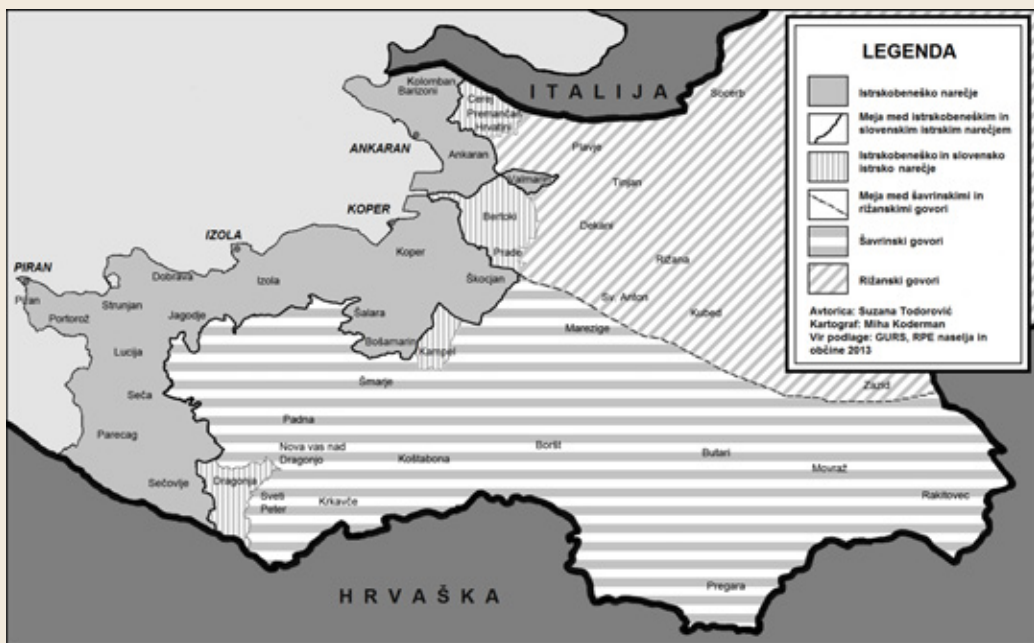 LEGENDA
Istrskobeneško narečje
Meja med istrskobeneškim in
slovenskim istrskim narečjem
Istrskobeneško in slovensko
istrsko narečje
Meja med šavrinskimi in
rižanskimi govori
Šavrinski govori
Rižanski govori
Avtorica: Suzana Todorović
Kartograf: Miha Koderman
Vir podlage: GURS, RPE naselja in
občine 2013
ITALIJA
Kolomban
Barizoni
Cerej
Premančan
Hrvatini
Socerb
ANKARAN
Ankaran
Plavje
Valmarin
Tinjan
KOPER
Bertoki
Dekani
IZOLA
Koper
Prade
Rižana
PIRAN
Dobrava
Izola
Škocjan
Piran
Strunjan
Sv. Anton
Portorož
Jagodje
Šalara
Marezige
Kubed
Lucija
Bošamarin
Kampel
Seča
Šmarje
Zazid
Padna
Parecag
Nova vas nad
Dragonjo
Koštabona
Boršt
Butari
Movraž
Sečovlje
Dragonja
Sveti
Peter
Krkavče
Rakitovec
Pregara
HRVAŠKA